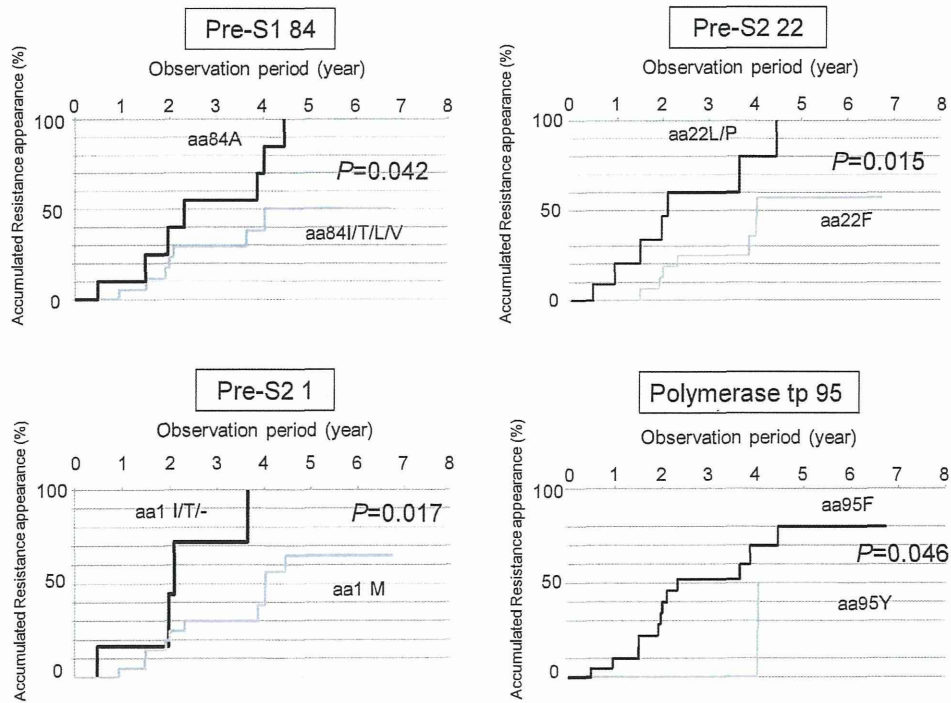 Pre-S1 84
Observation period (year)
0 1 2 3 4 5 6 7 8
Accumulated Resistance appearance (%)
100
50
0
aa84A
P=0.042
aa84I/T/L/V
Pre-S2 22
Observation period (year)
0 1 2 3 4 5 6 7 8
Accumulated Resistance appearance (%)
100
50
0
aa22L/P
P=0.015
aa22F
Pre-S2 1
Observation period (year)
0 1 2 3 4 5 6 7 8
Accumulated Resistance appearance (%)
100
50
0
aa1 I/T/-
P=0.017
aa1 M
Polymerase tp 95
Observation period (year)
0 1 2 3 4 5 6 7 8
Accumulated Resistance appearance (%)
100
50
0
aa95F
P=0.046
aa95Y